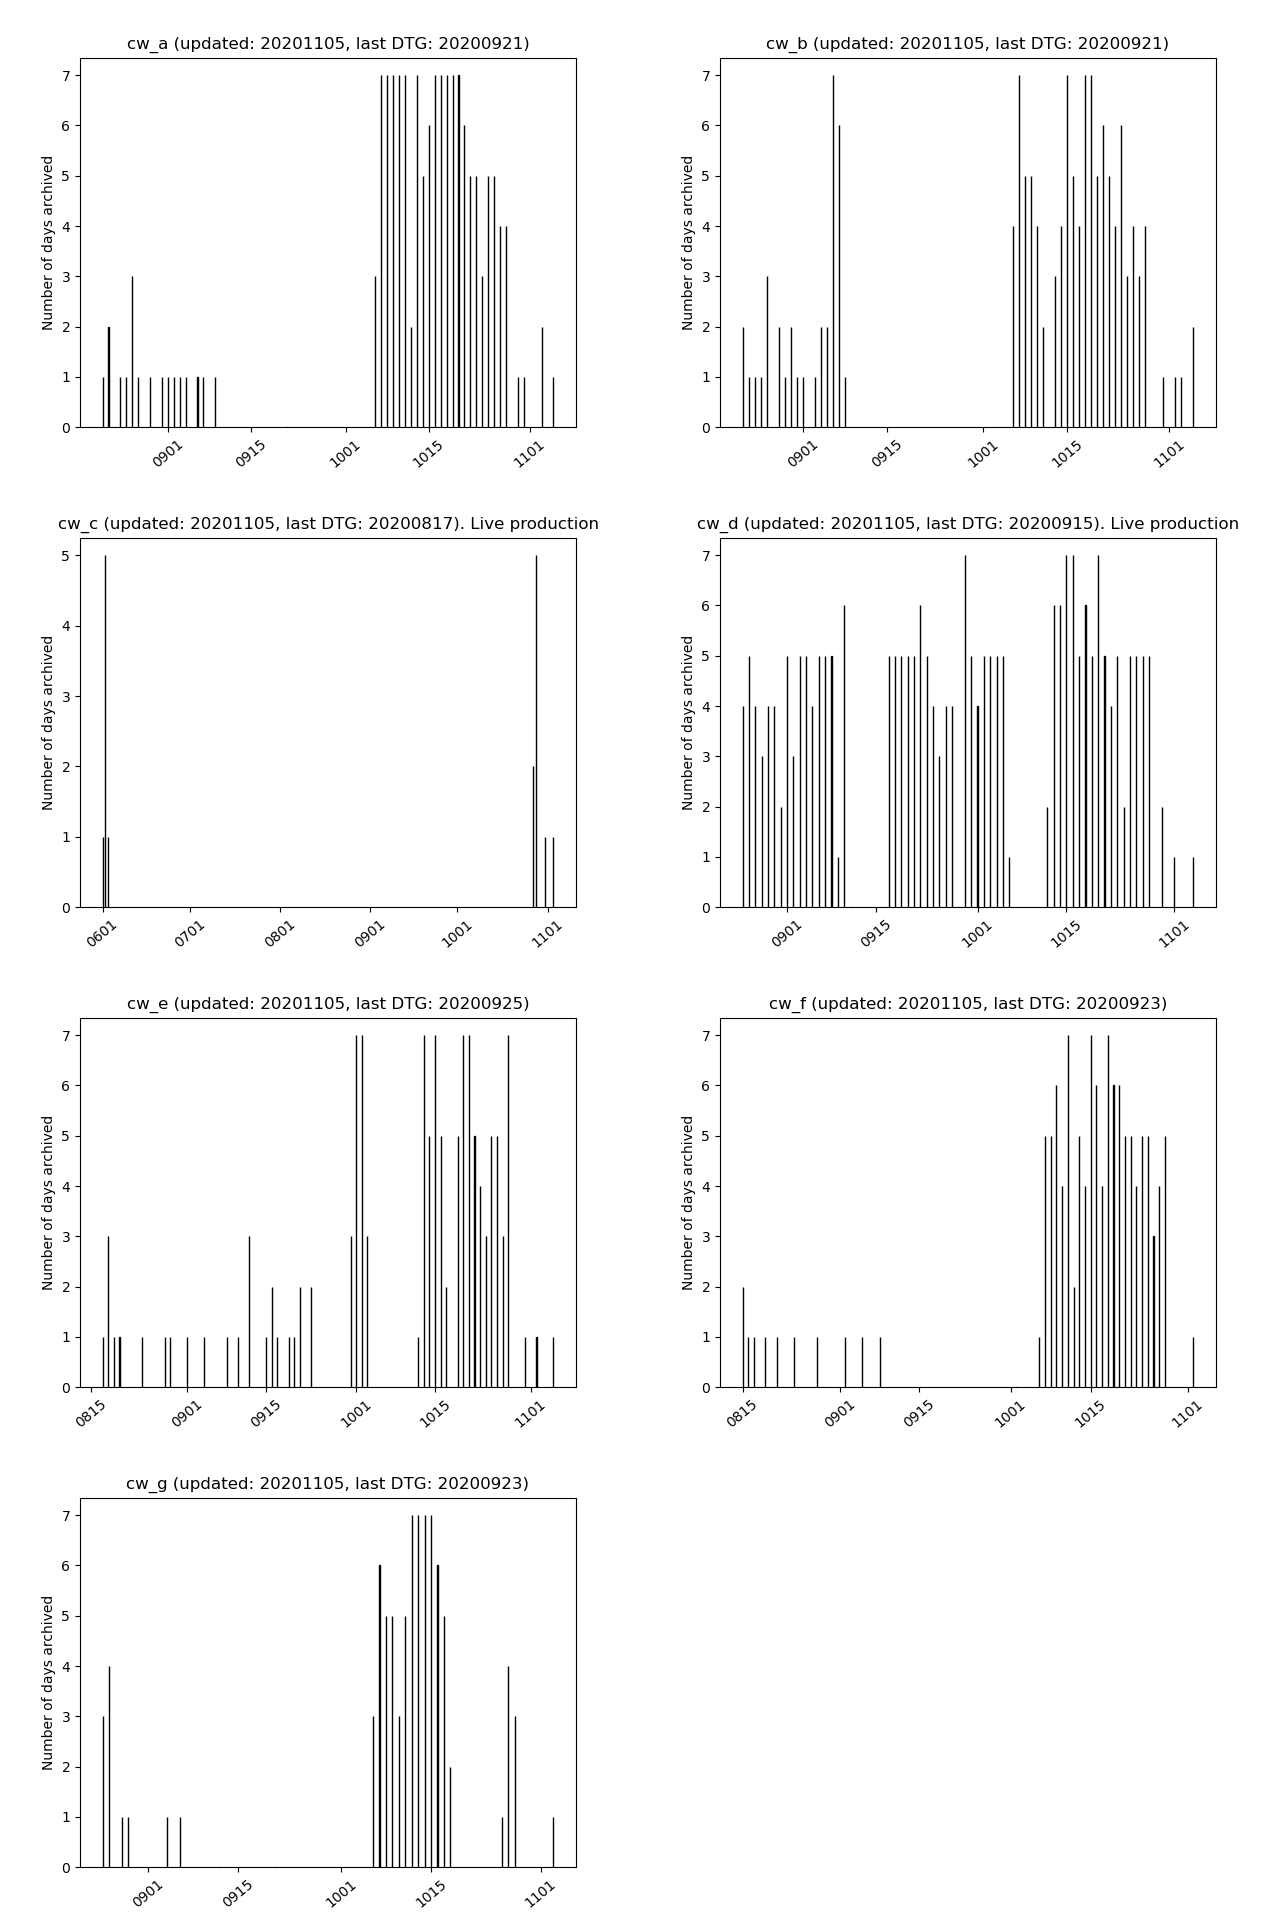 cw_a (updated: 20201105, last DTG: 20200921)
Number of days archived
7
6
5
4
3
2
1
0
0901 0915 1001 1015 1101
cw_b (updated: 20201105, last DTG: 20200921)
Number of days archived
7
6
5
4
3
2
1
0
0901 0915 1001 1015 1101
cw_c (updated: 20201105, last DTG: 20200817). Live production
Number of days archived
5
4
3
2
1
0
0601 0701 0801 0901 1001 1101
cw_d (updated: 20201105, last DTG: 20200915). Live production
Number of days archived
7
6
5
4
3
2
1
0
0901 0915 1001 1015 1101
cw_e (updated: 20201105, last DTG: 20200925)
Number of days archived
7
6
5
4
3
2
1
0
0815 0901 0915 1001 1015 1101
cw_f (updated: 20201105, last DTG: 20200923)
Number of days archived
7
6
5
4
3
2
1
0
0815 0901 0915 1001 1015 1101
cw_g (updated: 20201105, last DTG: 20200923)
Number of days archived
7
6
5
4
3
2
1
0
0901 0915 1001 1015 1101